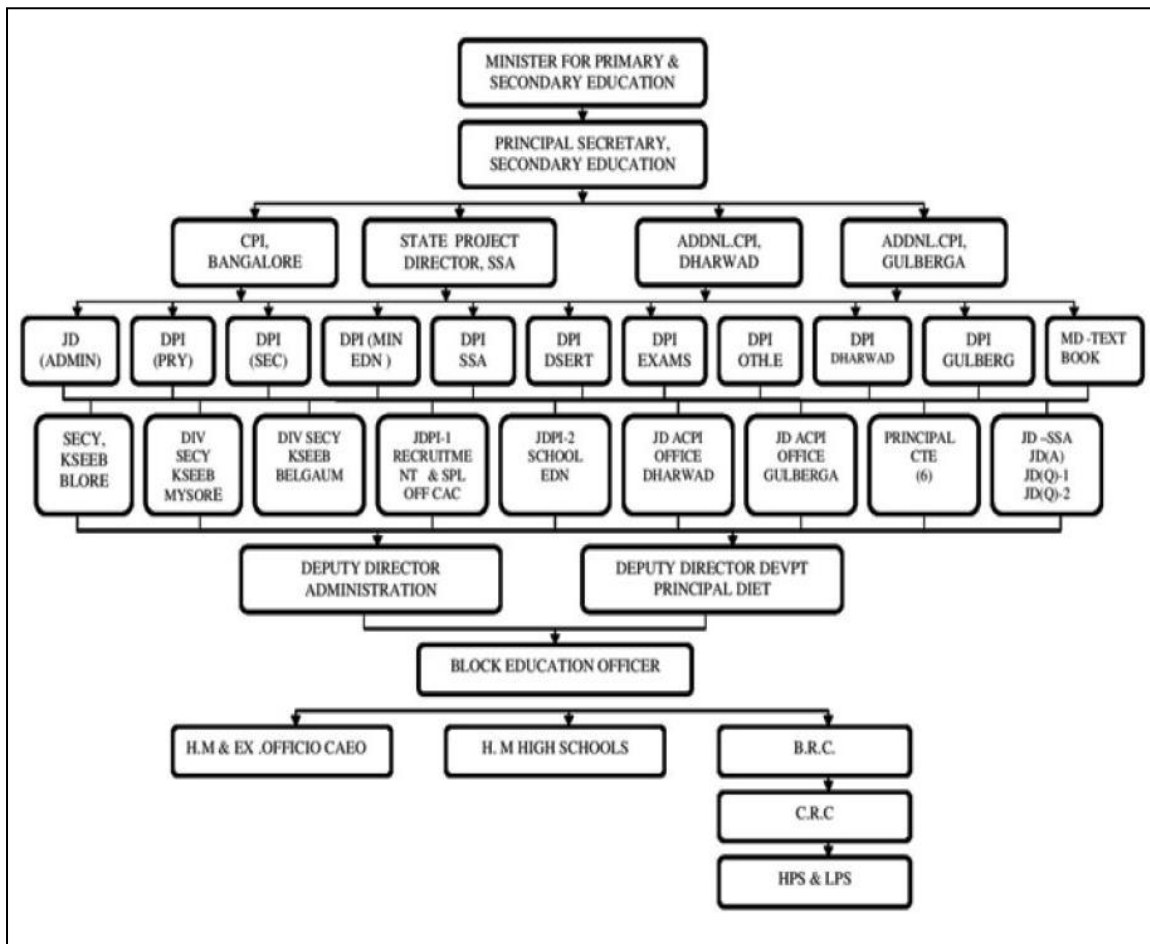 MINISTER FOR PRIMARY &
SECONDARY EDUCATION
PRINCIPAL SECRETARY,
SECONDARY EDUCATION
CPI,
BANGALORE
STATE PROJECT
DIRECTOR, SSA
ADDNL.CPI,
DHARWAD
ADDNL.CPI,
GULBERGA
JD
(ADMIN)
DPI
(PRY)
DPI
(SEC)
DPI (MIN
EDN )
DPI
SSA
DPI
DSERT
DPI
EXAMS
DPI
OTH.E
DPI
DHARWAD
DPI
GULBERG
MD -TEXT
BOOK
SECY,
KSEEB
BLORE
DIV
SECY
KSEEB
MYSORE
DIV SECY
KSEEB
BELGAUM
JDPI-1
RECRUITME
NT & SPL
OFF CAC
JDPI-2
SCHOOL
EDN
JD ACPI
OFFICE
DHARWAD
JD ACPI
OFFICE
GULBERGA
PRINCIPAL
CTE
(6)
JD –SSA
JD(A)
JD(Q)-1
JD(Q)-2
DEPUTY DIRECTOR
ADMINISTRATION
DEPUTY DIRECTOR DEVPT
PRINCIPAL DIET
BLOCK EDUCATION OFFICER
H.M & EX .OFFICIO CAEO
H. M HIGH SCHOOLS
B.R.C.
C.R.C
HPS & LPS